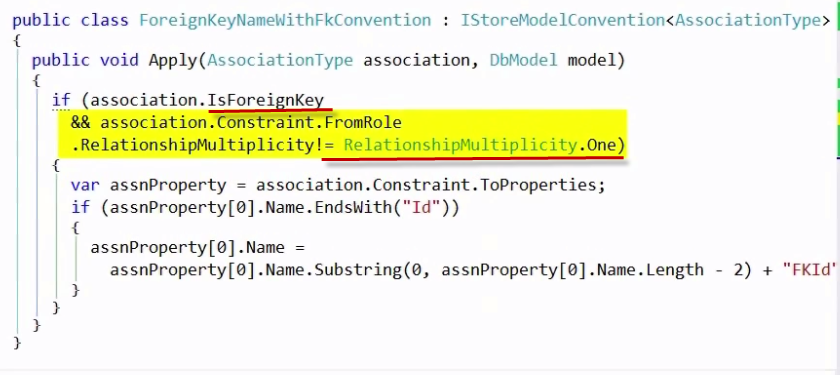 public class ForeignKeyNameWithFkConvention : IStoreModelConvention<AssociationType>
{
public void Apply(AssociationType association, DbModel model)
{
if (association.IsForeignKey
&& association.Constraint.FromRole
.RelationshipMultiplicity!= RelationshipMultiplicity.One)
{
var assnProperty = association.Constraint.ToProperties;
if (assnProperty[0].Name.EndsWith("Id"))
{
assnProperty[0].Name =
assnProperty[0].Name.Substring(0, assnProperty[0].Name.Length - 2) + "FKId"
}
}
}
}